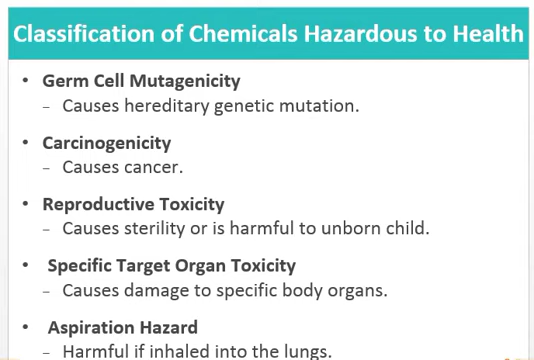 Classification of Chemicals Hazardous to Health
• Germ Cell Mutagenicity
– Causes hereditary genetic mutation.
• Carcinogenicity
– Causes cancer.
• Reproductive Toxicity
– Causes sterility or is harmful to unborn child.
• Specific Target Organ Toxicity
– Causes damage to specific body organs.
• Aspiration Hazard
– Harmful if inhaled into the lungs.